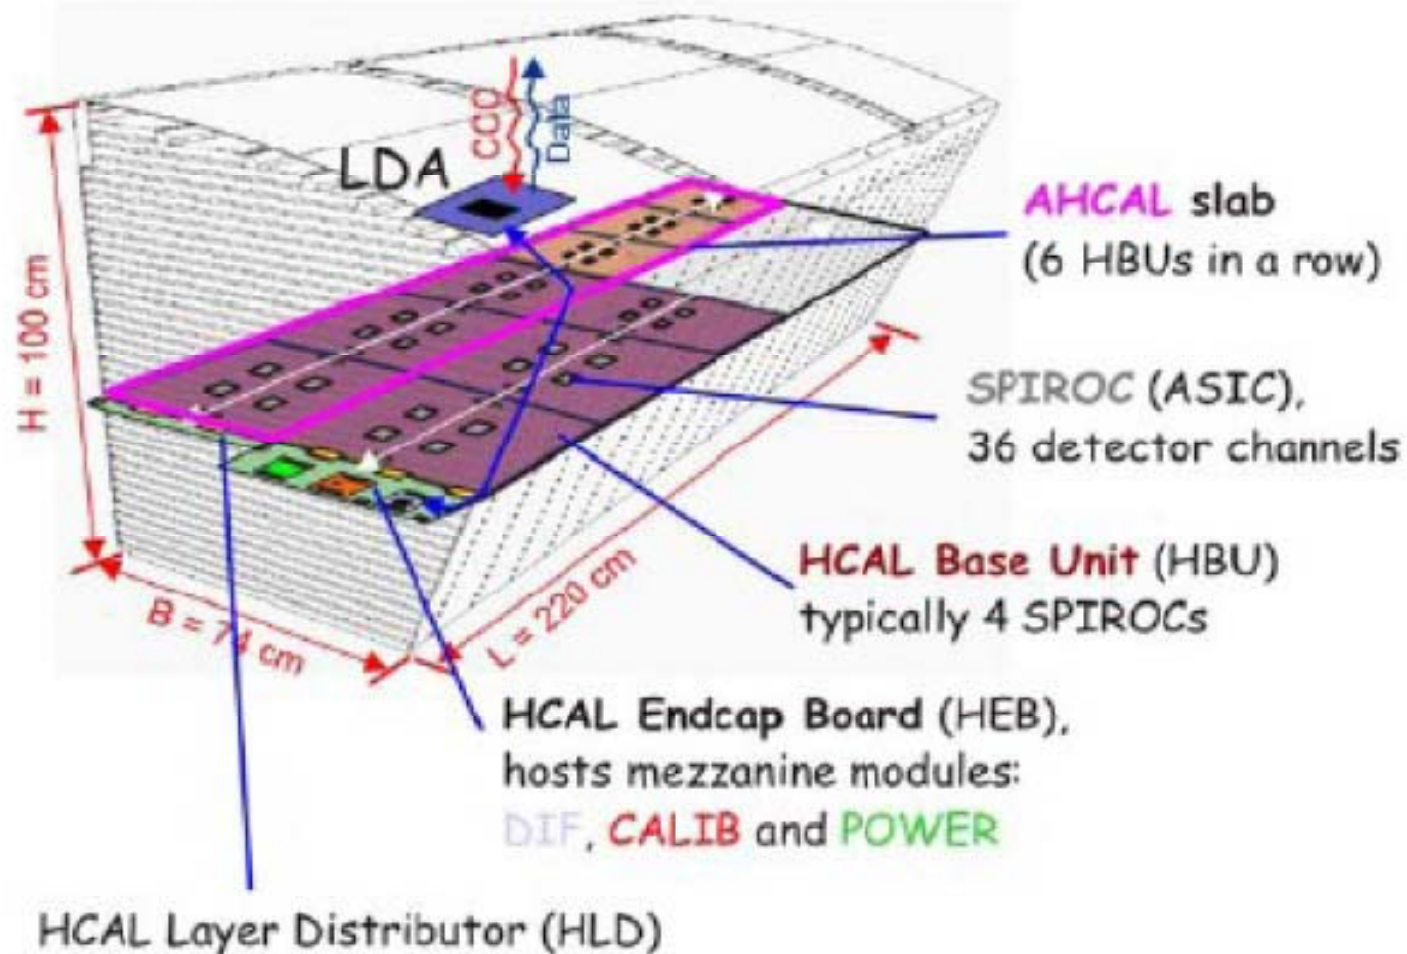 CCC
Data
LDA
AHCAL slab
(6 HBUs in a row)
H = 100 cm
SPIROC (ASIC),
36 detector channels
HCAL Base Unit (HBU)
typically 4 SPIROCs
B = 74 cm
L = 220 cm
HCAL Endcap Board (HEB),
hosts mezzanine modules:
DIF, CALIB and POWER
HCAL Layer Distributor (HLD)